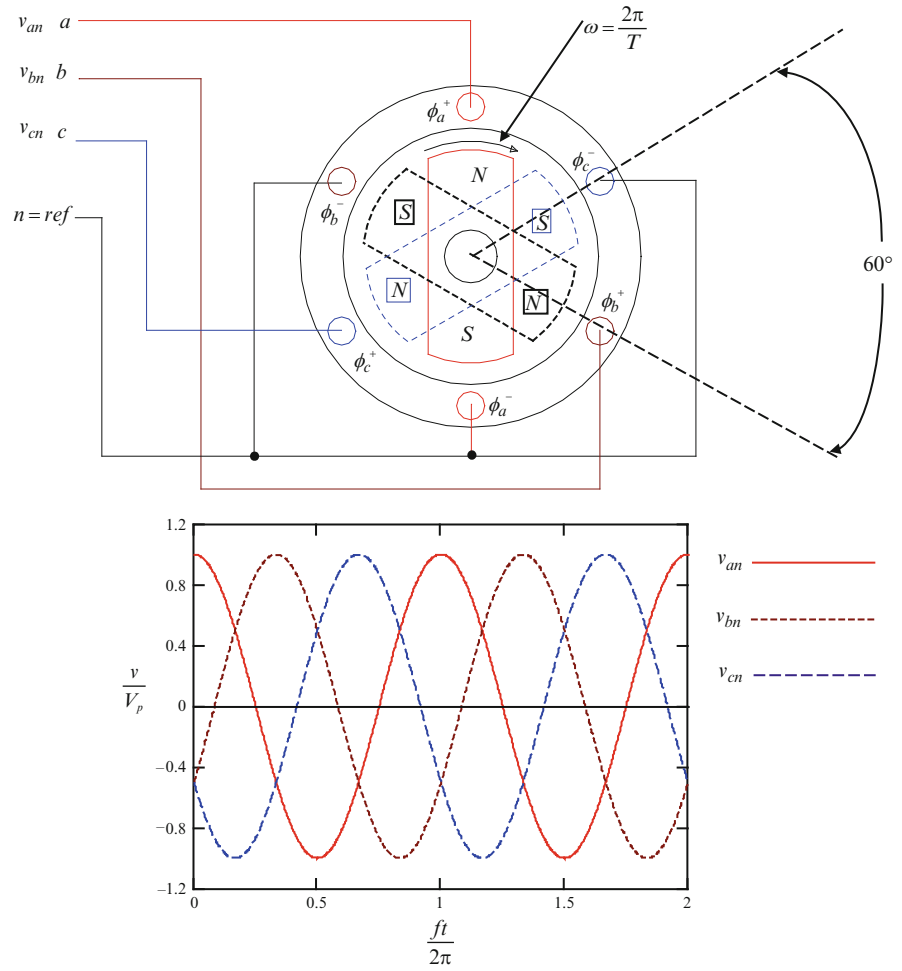 v_an a
ω = 2π/T
v_bn b
v_cn c
n = ref
ϕ_a^+
ϕ_c^−
N
ϕ_b^−
S
S
60°
N
N
ϕ_b^+
S
ϕ_c^+
ϕ_a^−
1.2
0.8
0.4
0
−0.4
−0.8
−1.2
v/V_p
0
0.5
1
1.5
2
ft/2π
v_an
v_bn
v_cn